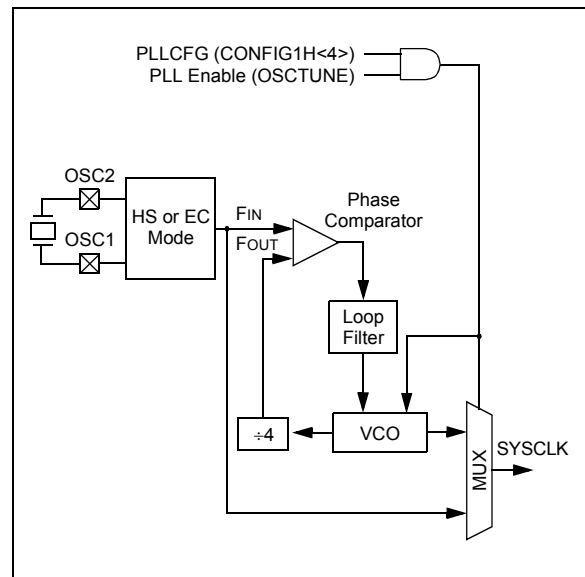 PLLCFG (CONFIG1H<4>)
PLL Enable (OSCTUNE)
OSC2
OSC1
HS or EC
Mode
FIN
FOUT
Phase
Comparator
Loop
Filter
÷4
VCO
MUX
SYSCLK